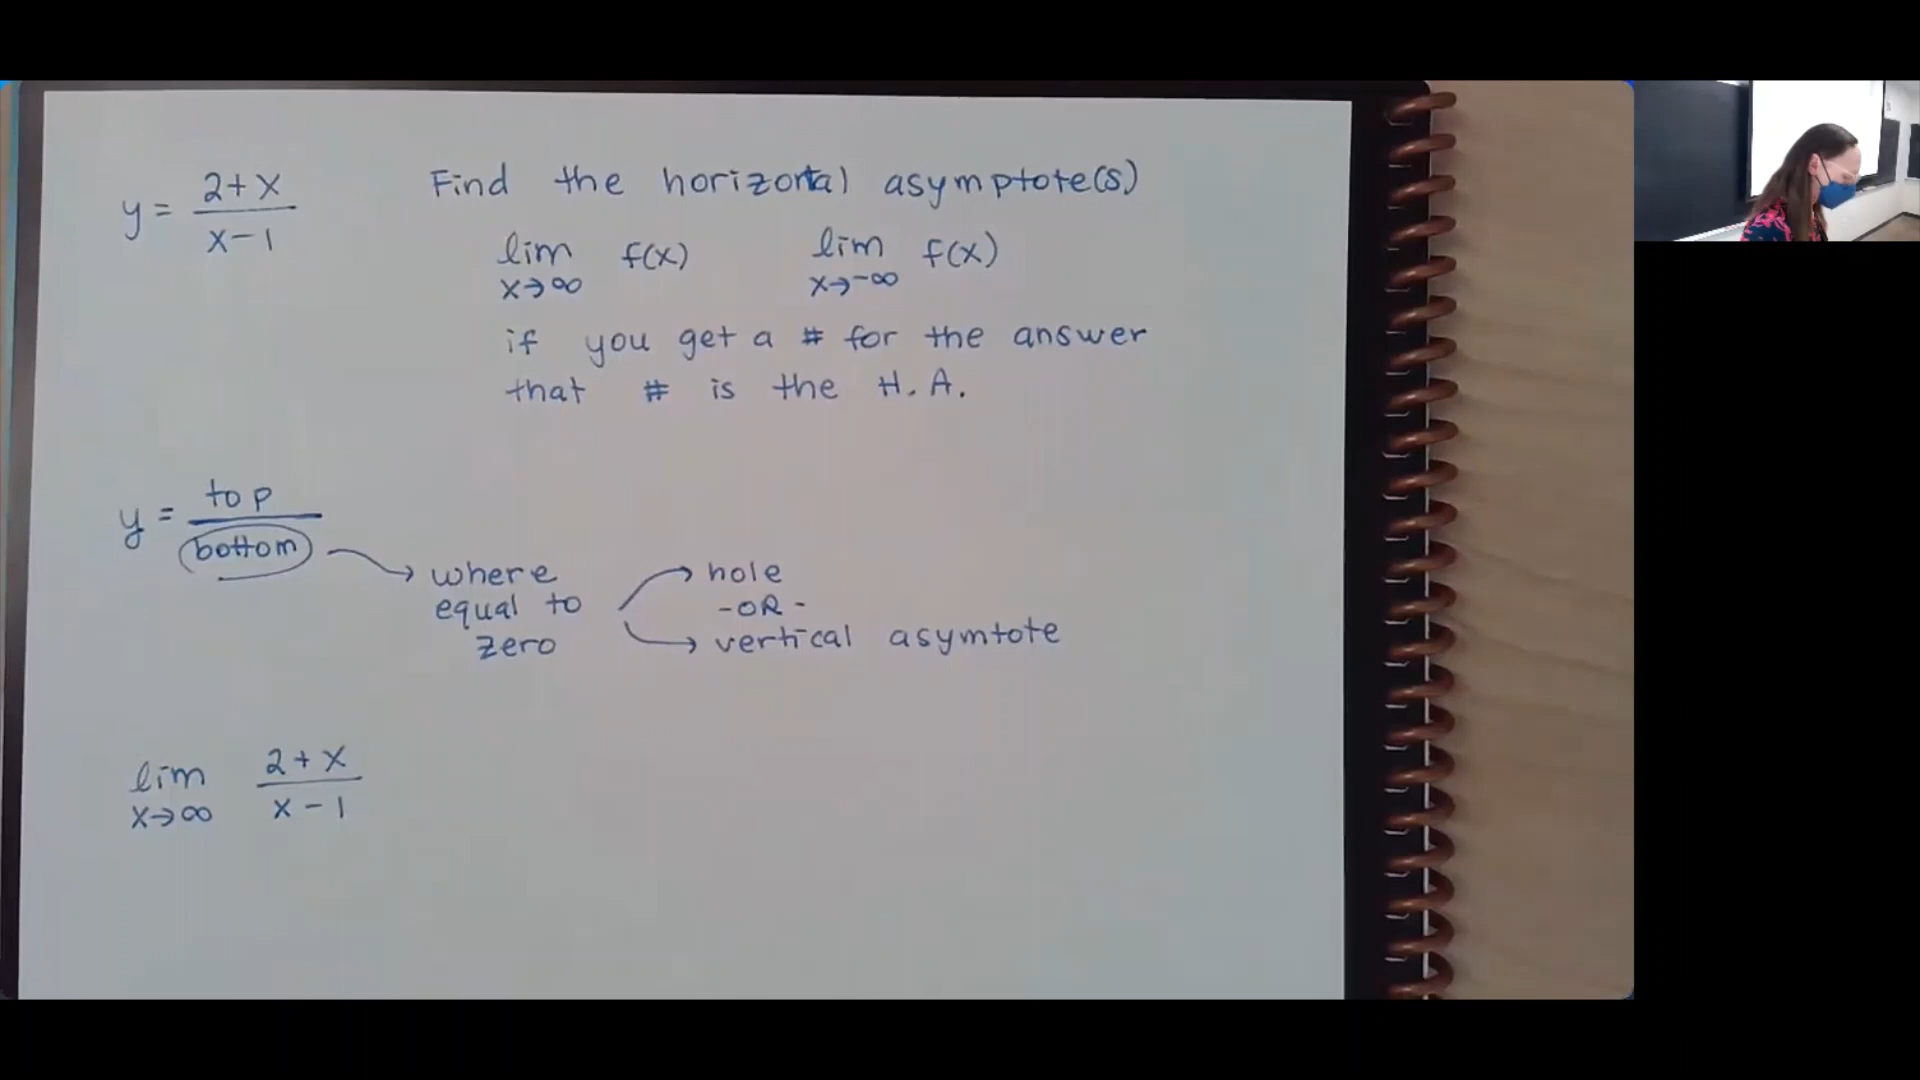 y = 2+x / x-1
Find the horizontal asymptote(s)
lim x→∞ f(x) lim x→-∞ f(x)
if you get a # for the answer
that # is the H.A.
y = top / bottom
where
equal to
zero
hole
-OR-
vertical asymtote
lim x→∞ 2+x / x-1